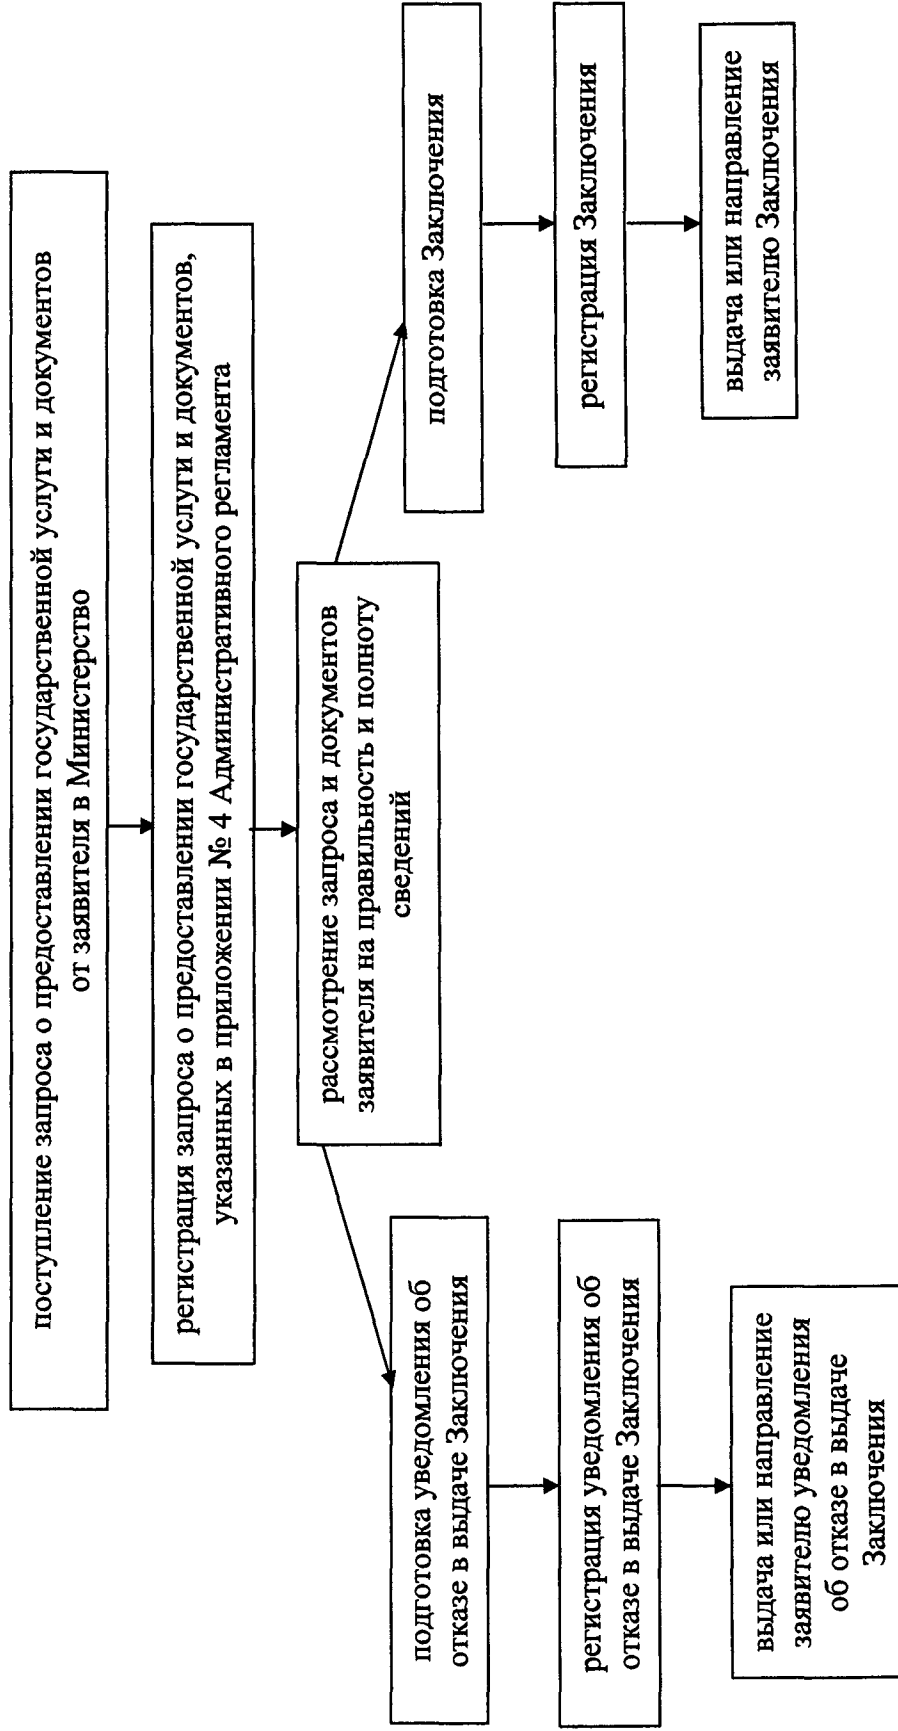 поступление запроса о предоставлении государственной услуги и документов
от заявителя в Министерство
регистрация запроса о предоставлении государственной услуги и документов,
указанных в приложении № 4 Административного регламента
рассмотрение запроса и документов
заявителя на правильность и полноту
сведений
подготовка уведомления об
отказе в выдаче Заключения
регистрация уведомления об
отказе в выдаче Заключения
выдача или направление
заявителю уведомления
об отказе в выдаче
Заключения
подготовка Заключения
регистрация Заключения
выдача или направление
заявителю Заключения